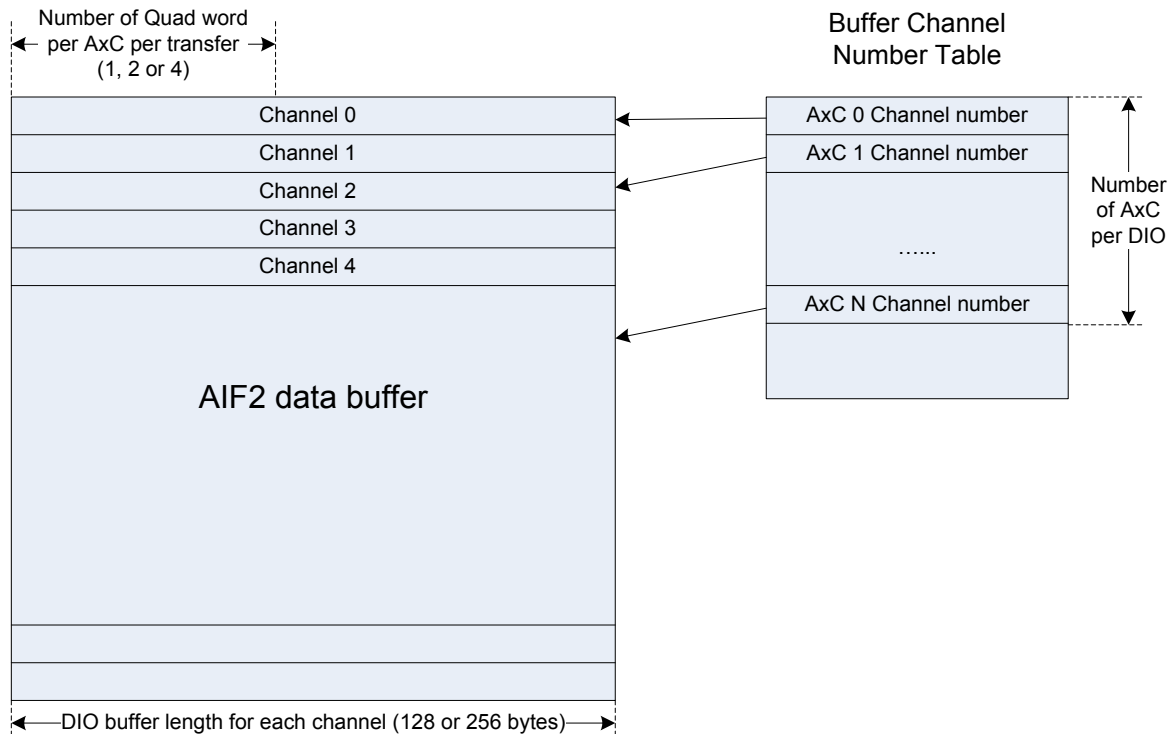 Number of Quad word
per AxC per transfer
(1, 2 or 4)
Buffer Channel
Number Table
Channel 0
Channel 1
Channel 2
Channel 3
Channel 4
AIF2 data buffer
DIO buffer length for each channel (128 or 256 bytes)
AxC 0 Channel number
AxC 1 Channel number
…...
AxC N Channel number
Number
of AxC
per DIO